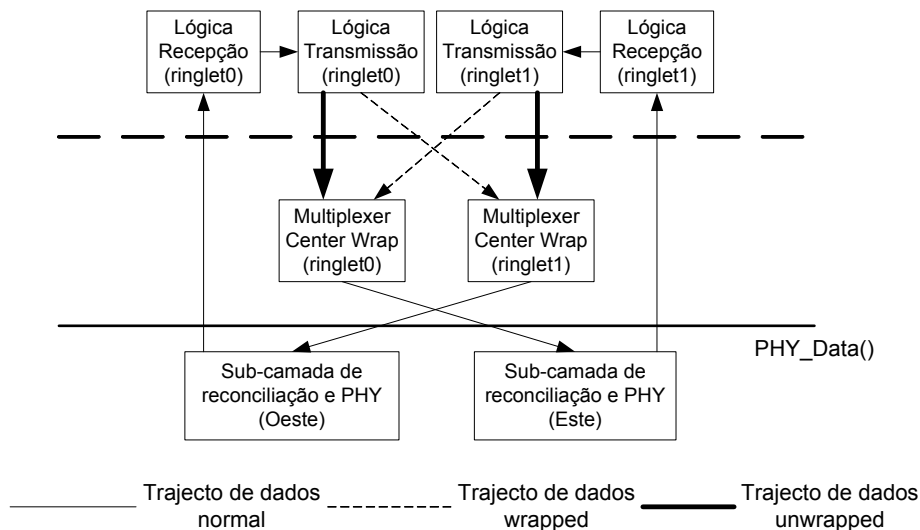 Lógica
Recepção
(ringlet0)
Lógica
Transmissão
(ringlet0)
Lógica
Transmissão
(ringlet1)
Lógica
Recepção
(ringlet1)
Multiplexer
Center Wrap
(ringlet0)
Multiplexer
Center Wrap
(ringlet1)
PHY_Data()
Sub-camada de
reconciliação e PHY
(Oeste)
Sub-camada de
reconciliação e PHY
(Este)
Trajecto de dados
normal
Trajecto de dados
wrapped
Trajecto de dados
unwrapped